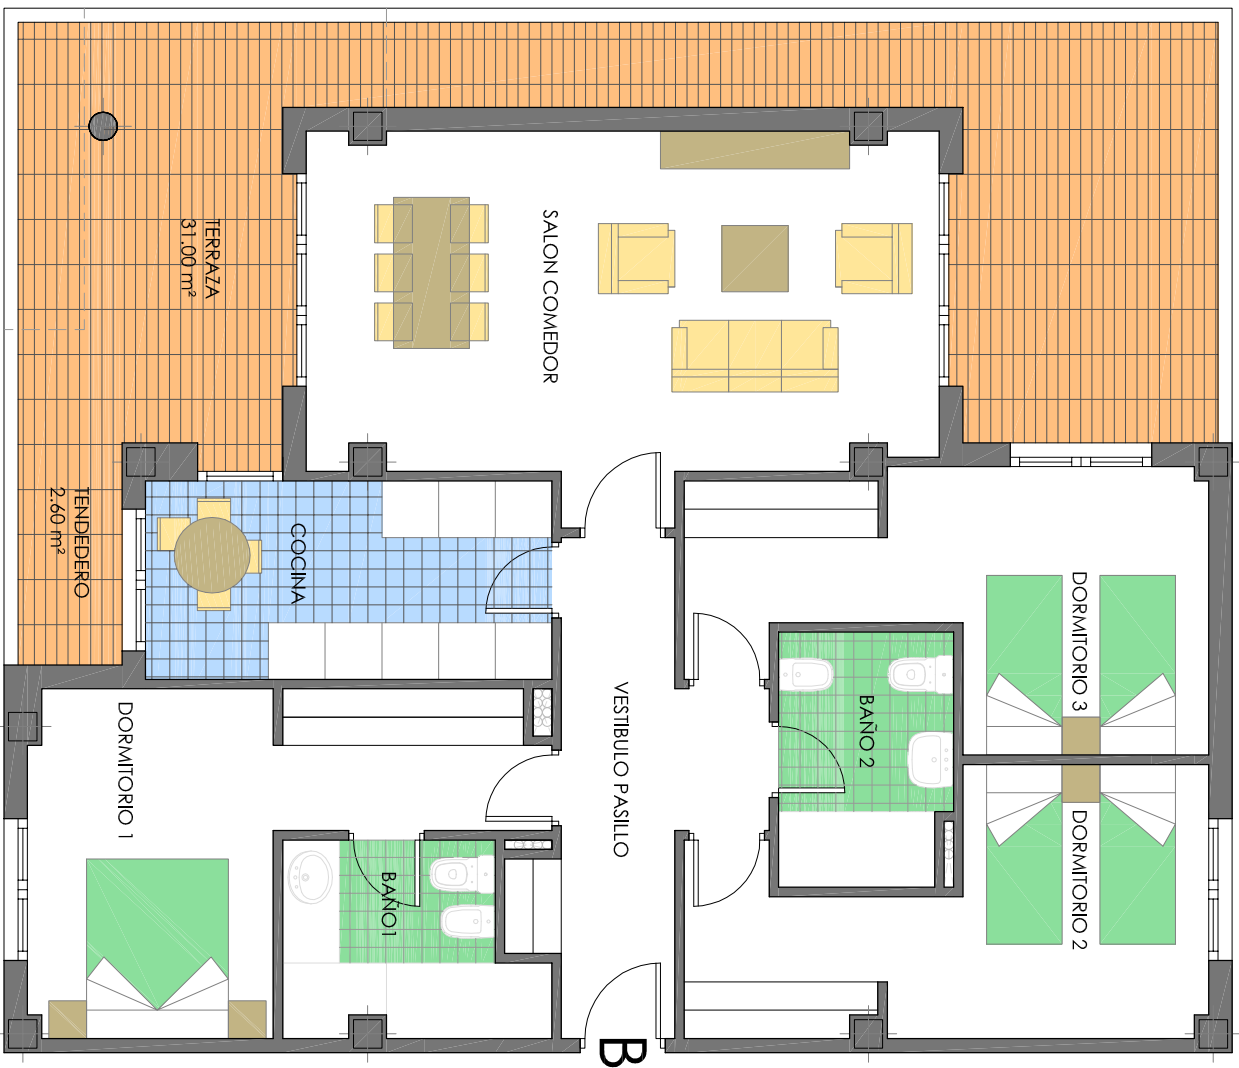 TERRAZA
31.00 m²
SALON COMEDOR
TENDEDERO
2.60 m²
COCINA
DORMITORIO 3
VESTIBULO PASILLO
BAÑO 2
DORMITORIO 1
DORMITORIO 2
BAÑO1
B